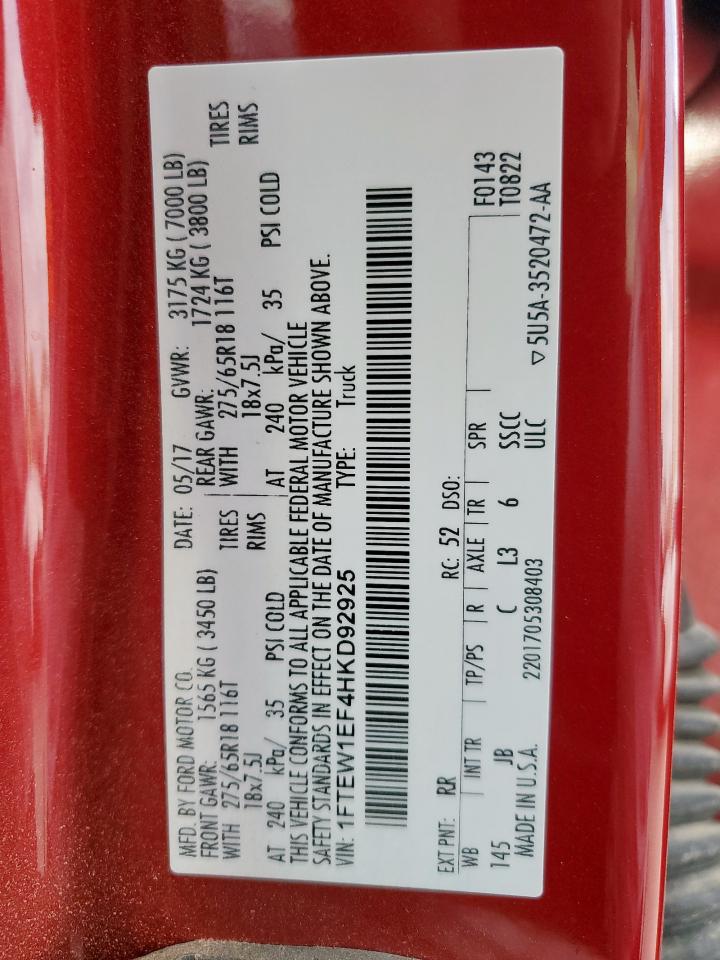 MFD. BY FORD MOTOR CO.
DATE: 05/17 GVWR: 3175 KG ( 7000 LB)
FRONT GAWR: 1565 KG ( 3450 LB) REAR GAWR: 1724 KG ( 3800 LB)
WITH 275/65R18 116T TIRES WITH 275/65R18 116T TIRES
18x7.5J RIMS 18x7.5J RIMS
AT 240 kPa/ 35 PSI COLD AT 240 kPa/ 35 PSI COLD
THIS VEHICLE CONFORMS TO ALL APPLICABLE FEDERAL MOTOR VEHICLE
SAFETY STANDARDS IN EFFECT ON THE DATE OF MANUFACTURE SHOWN ABOVE.
VIN: 1FTEW1EF4HKD92925 TYPE: Truck
EXT PNT: RR RC: 52 DSO: F0143
WB INT TR TP/PS R AXLE TR SPR T0822
145 JB C L3 6 SSCC
MADE IN U.S.A. 2201705308403 ULC ▽5U5A-3520472-AA